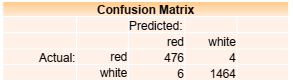 Confusion Matrix
Predicted:
red white
Actual: red 476 4
white 6 1464